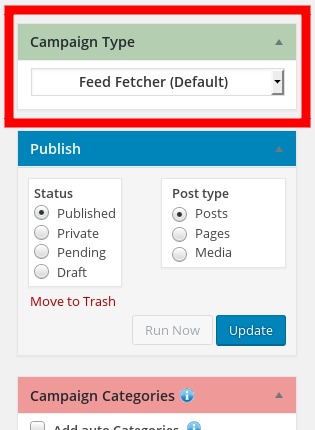 Campaign Type
Feed Fetcher (Default)
Publish
Status
Published
Private
Pending
Draft
Post type
Posts
Pages
Media
Move to Trash
Run Now
Update
Campaign Categories
Add auto Categories